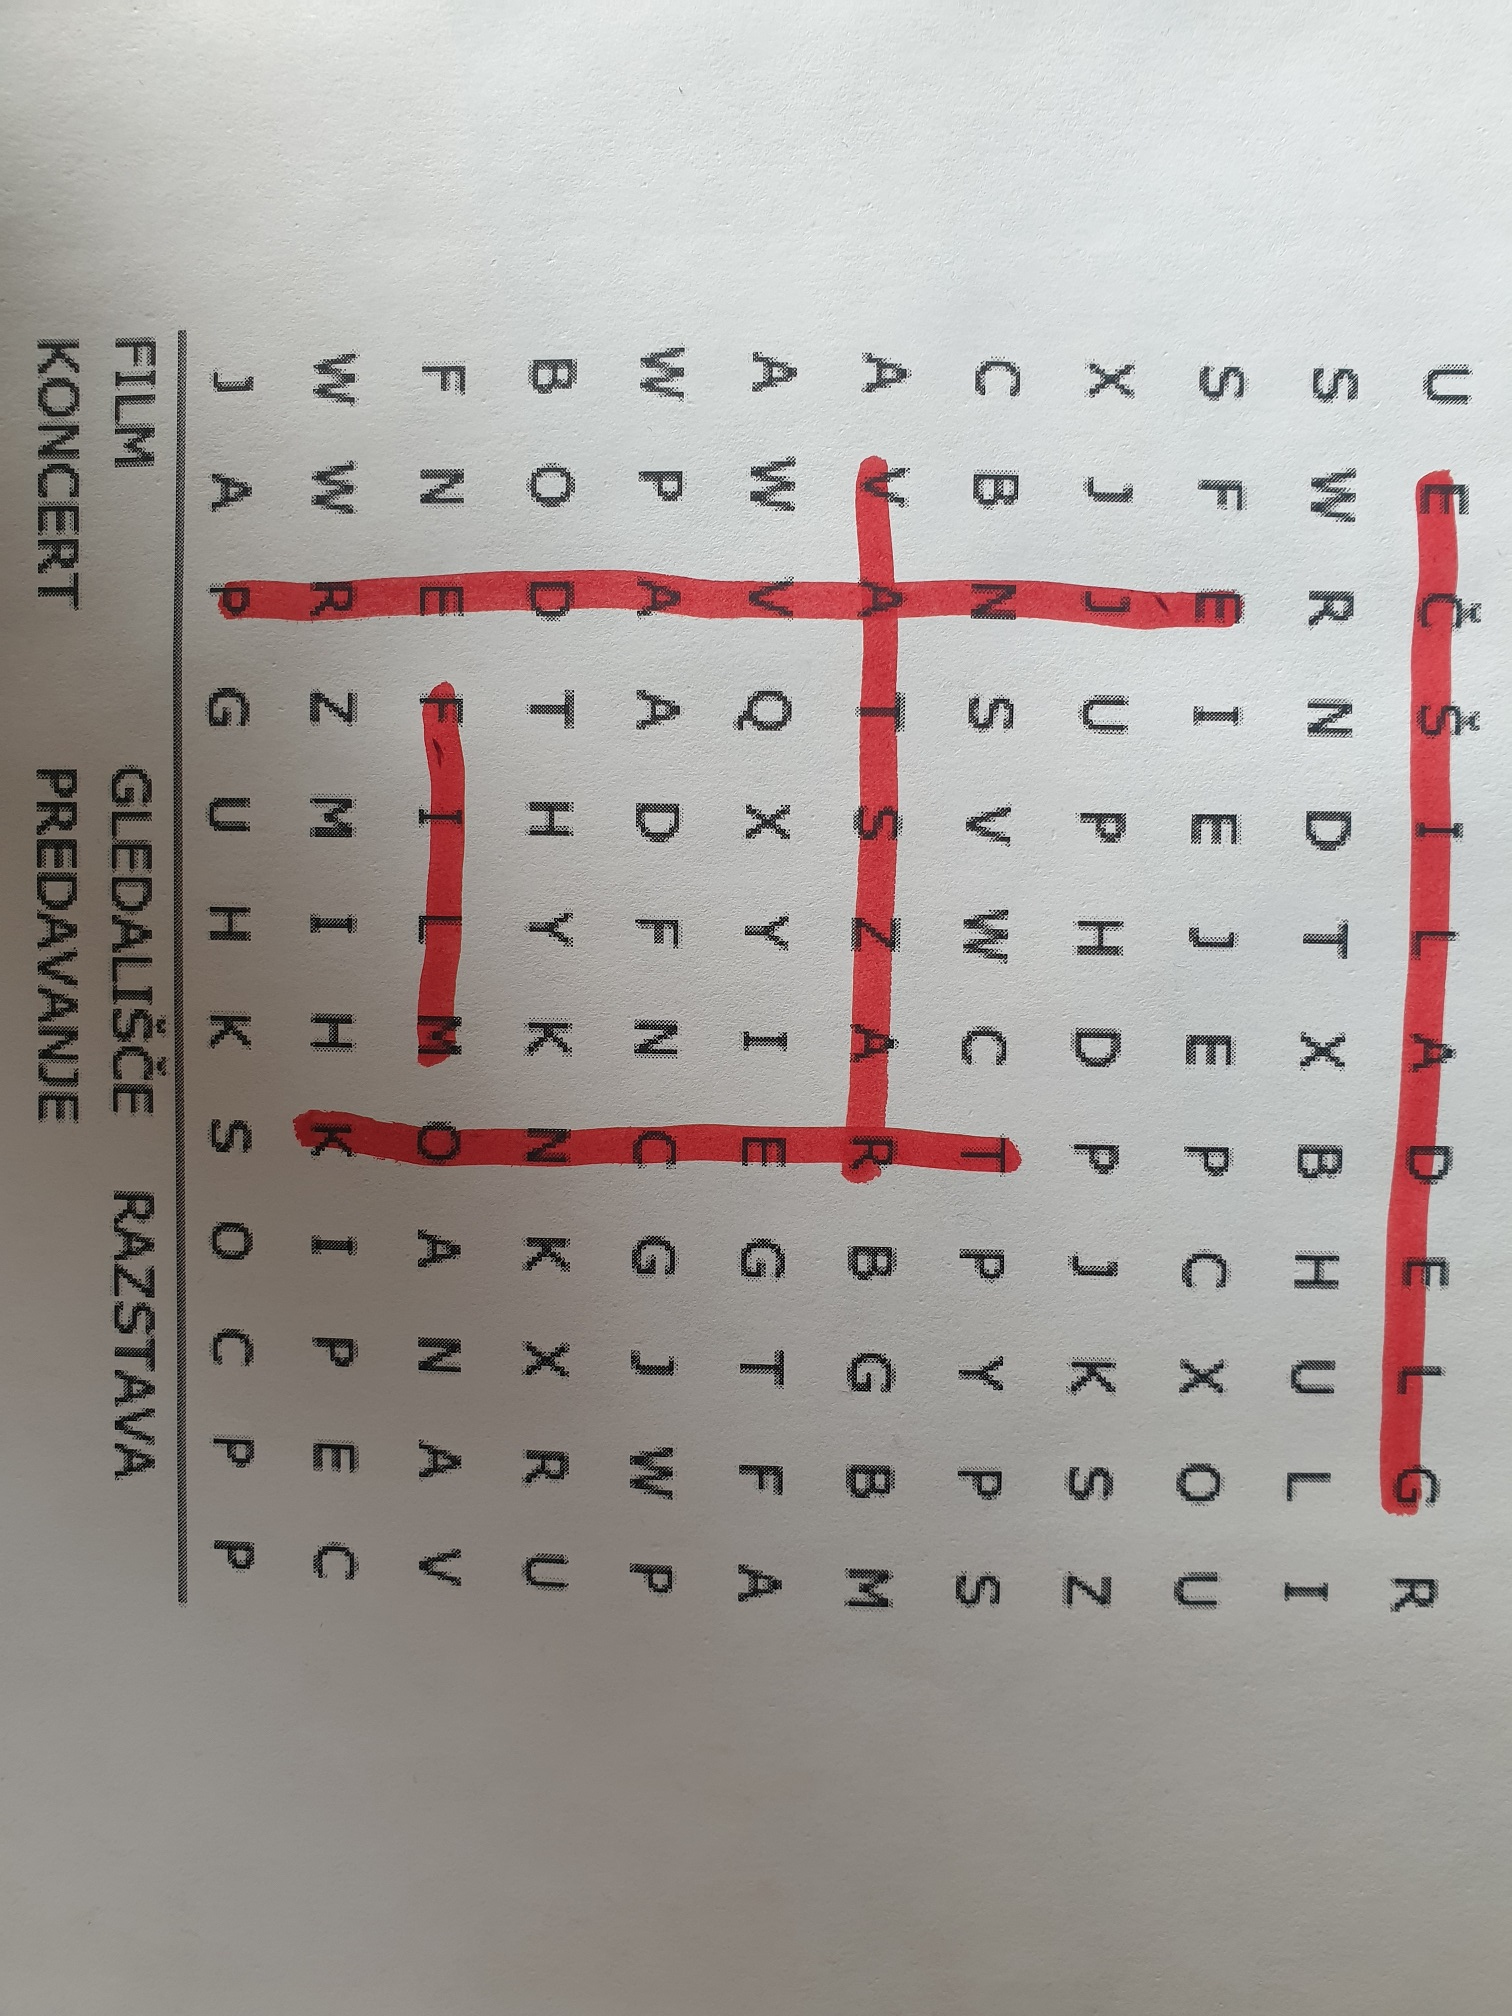 U E Č Š I L A D E L G R
S W R N D T X B H U L I
S F E I E J E P C X O U
X J J U P H D P J K S Z
C B N S V W C T P Y P S
A V A T S Z A R B G B M
A W V Q X Y I E G T F A
W P A A D F N C G J W P
B O D T H Y K N K X R U
F N E F I L M O A N A V
W W R Z M I H K I P E C
J A P G U H K S O C P P
FILM GLEDALIŠČE RAZSTAVA
KONCERT PREDAVANJE